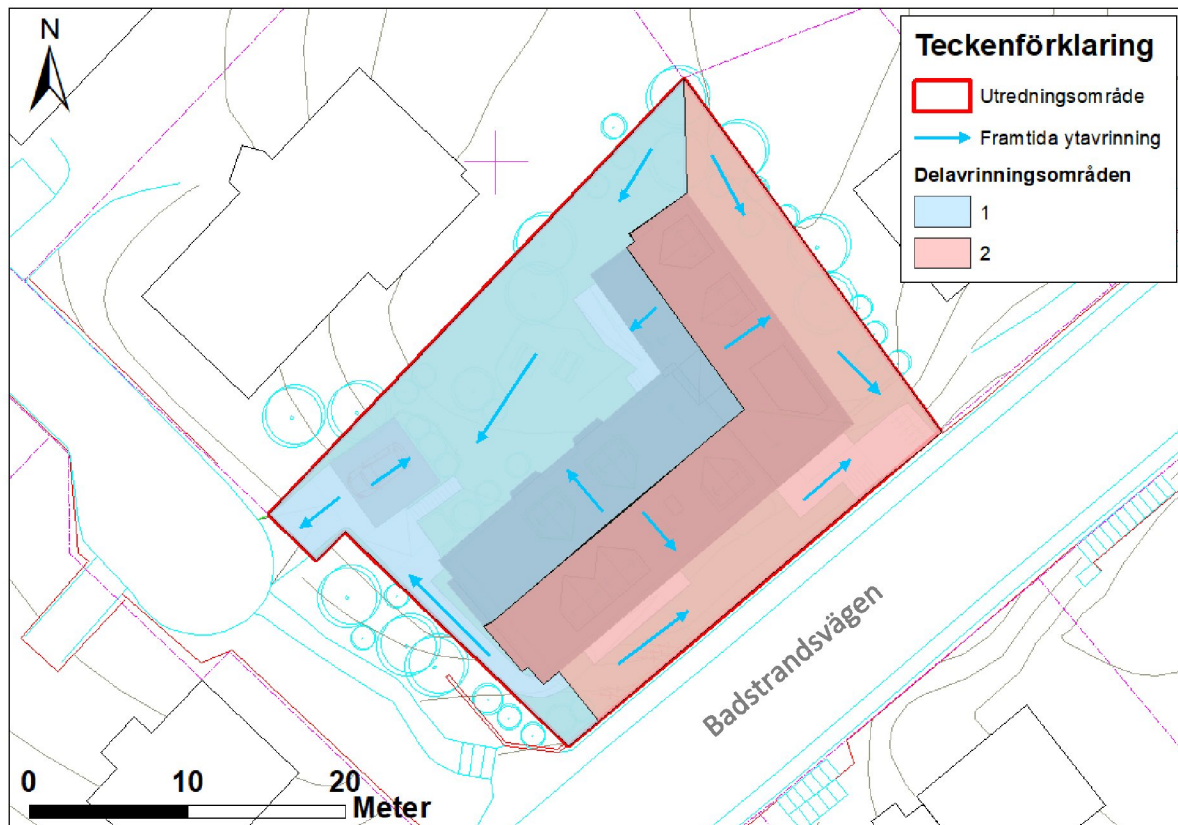 N
Teckenförklaring
Utredningsområde
Framtida ytavrinning
Delavrinningsområden
1
2
Badstrandsvägen
0 10 20
Meter